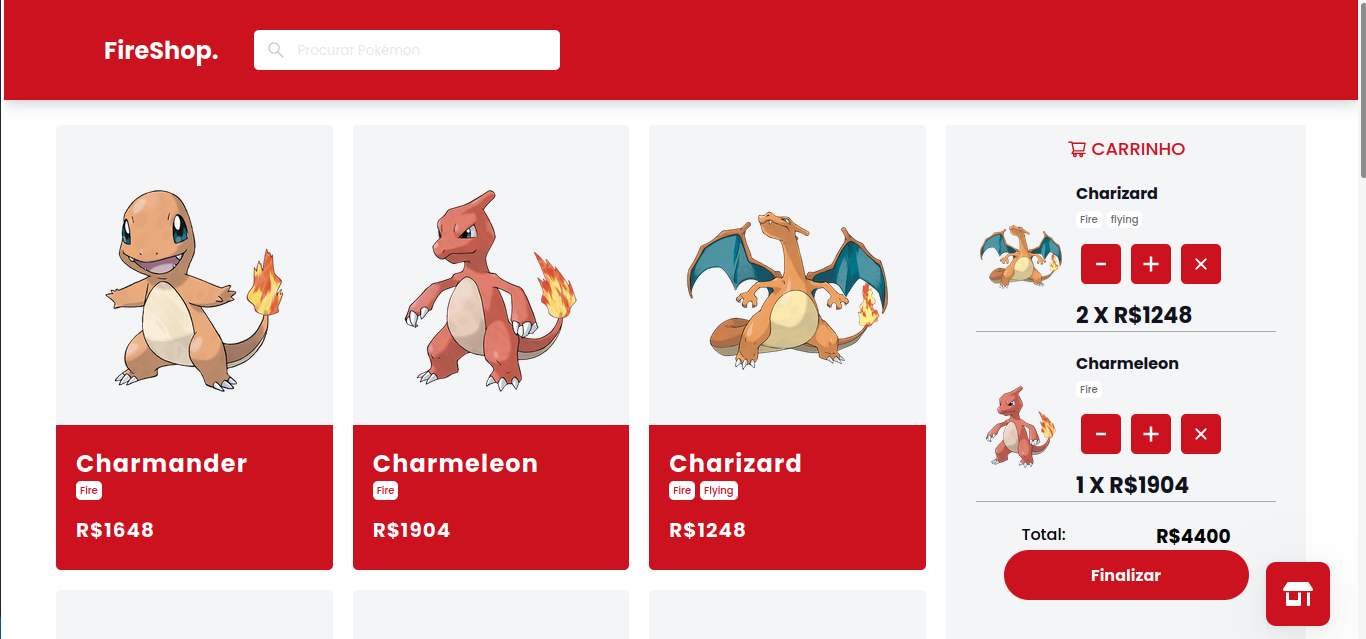 FireShop.
Procurar Pokémon
Charmander
Fire
R$1648
Charmeleon
Fire
R$1904
Charizard
Fire Flying
R$1248
CARRINHO
Charizard
Fire flying
2 X R$1248
Charmeleon
Fire
1 X R$1904
Total: R$4400
Finalizar